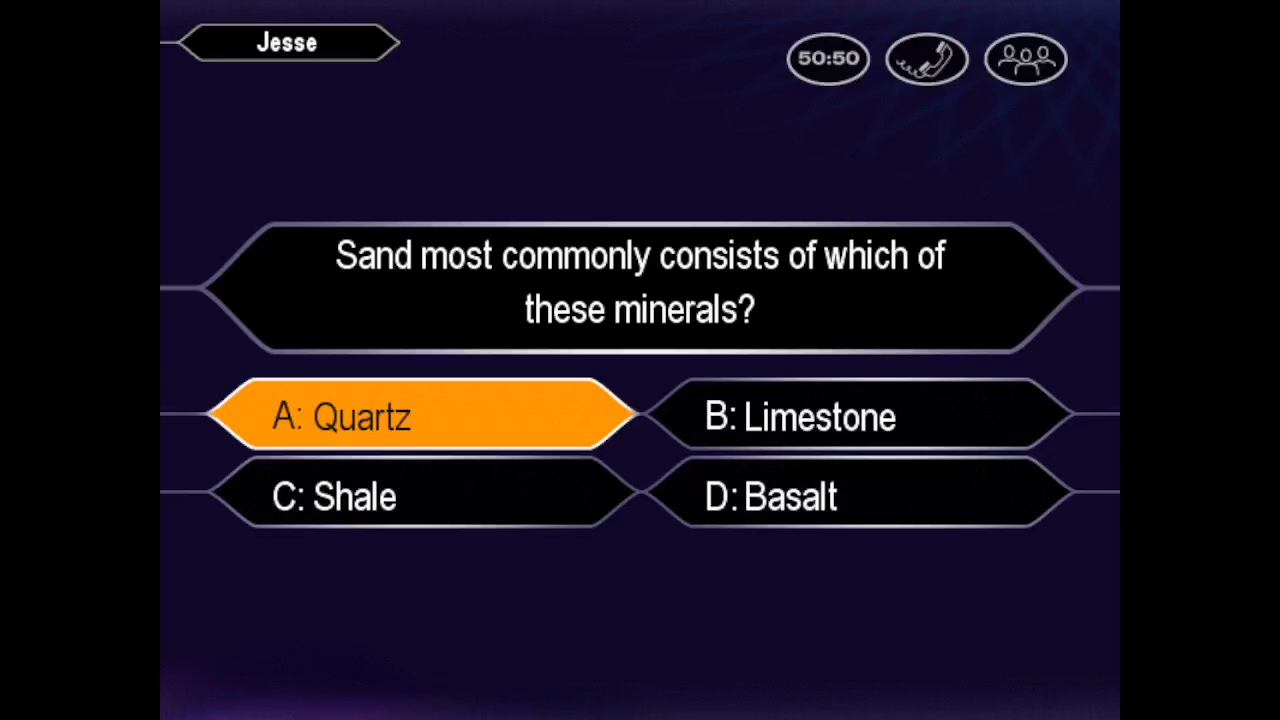 Jesse
50:50
Sand most commonly consists of which of
these minerals?
A: Quartz
B: Limestone
C: Shale
D: Basalt